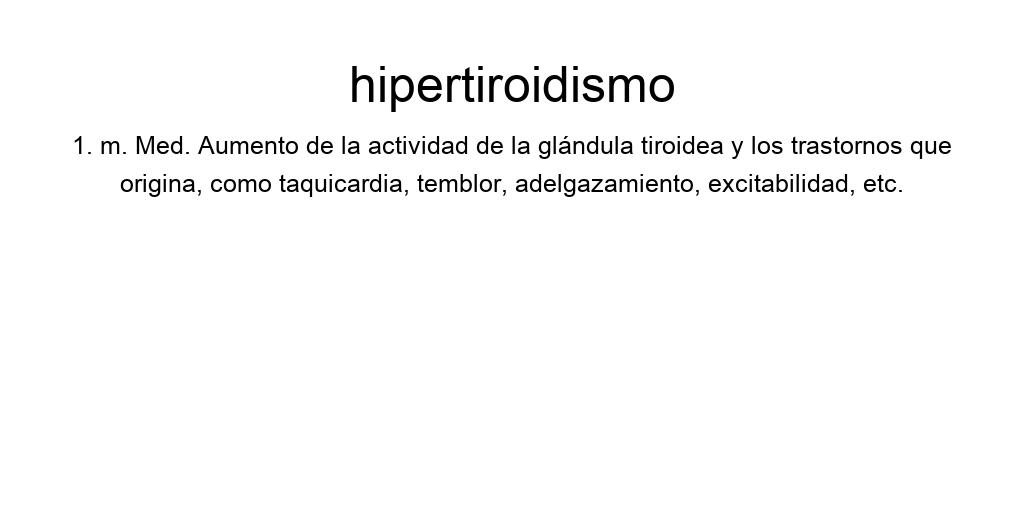 hipertiroidismo
1. m. Med. Aumento de la actividad de la glándula tiroidea y los trastornos que
origina, como taquicardia, temblor, adelgazamiento, excitabilidad, etc.